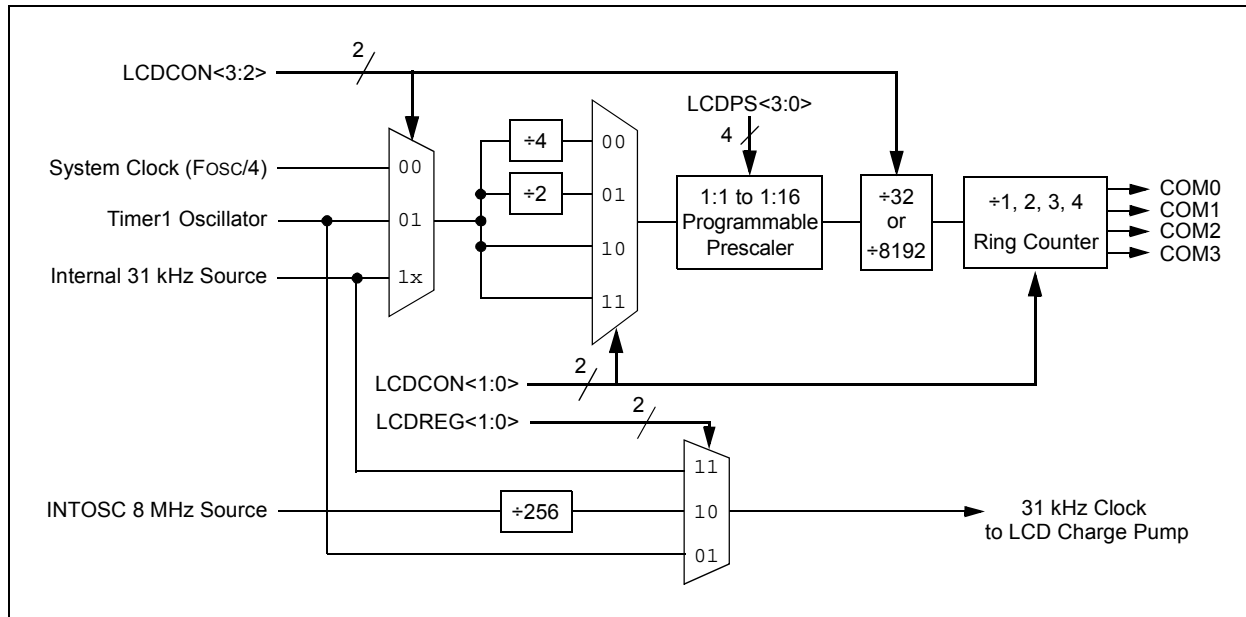 2
LCDCON<3:2>
LCDPS<3:0>
4
System Clock (FOSC/4)
00
÷4
00
Timer1 Oscillator
01
÷2
01
Internal 31 kHz Source
1x
10
11
1:1 to 1:16
Programmable
Prescaler
÷32
or
÷8192
÷1, 2, 3, 4
Ring Counter
COM0
COM1
COM2
COM3
2
LCDCON<1:0>
2
LCDREG<1:0>
11
INTOSC 8 MHz Source
÷256
10
01
31 kHz Clock
to LCD Charge Pump